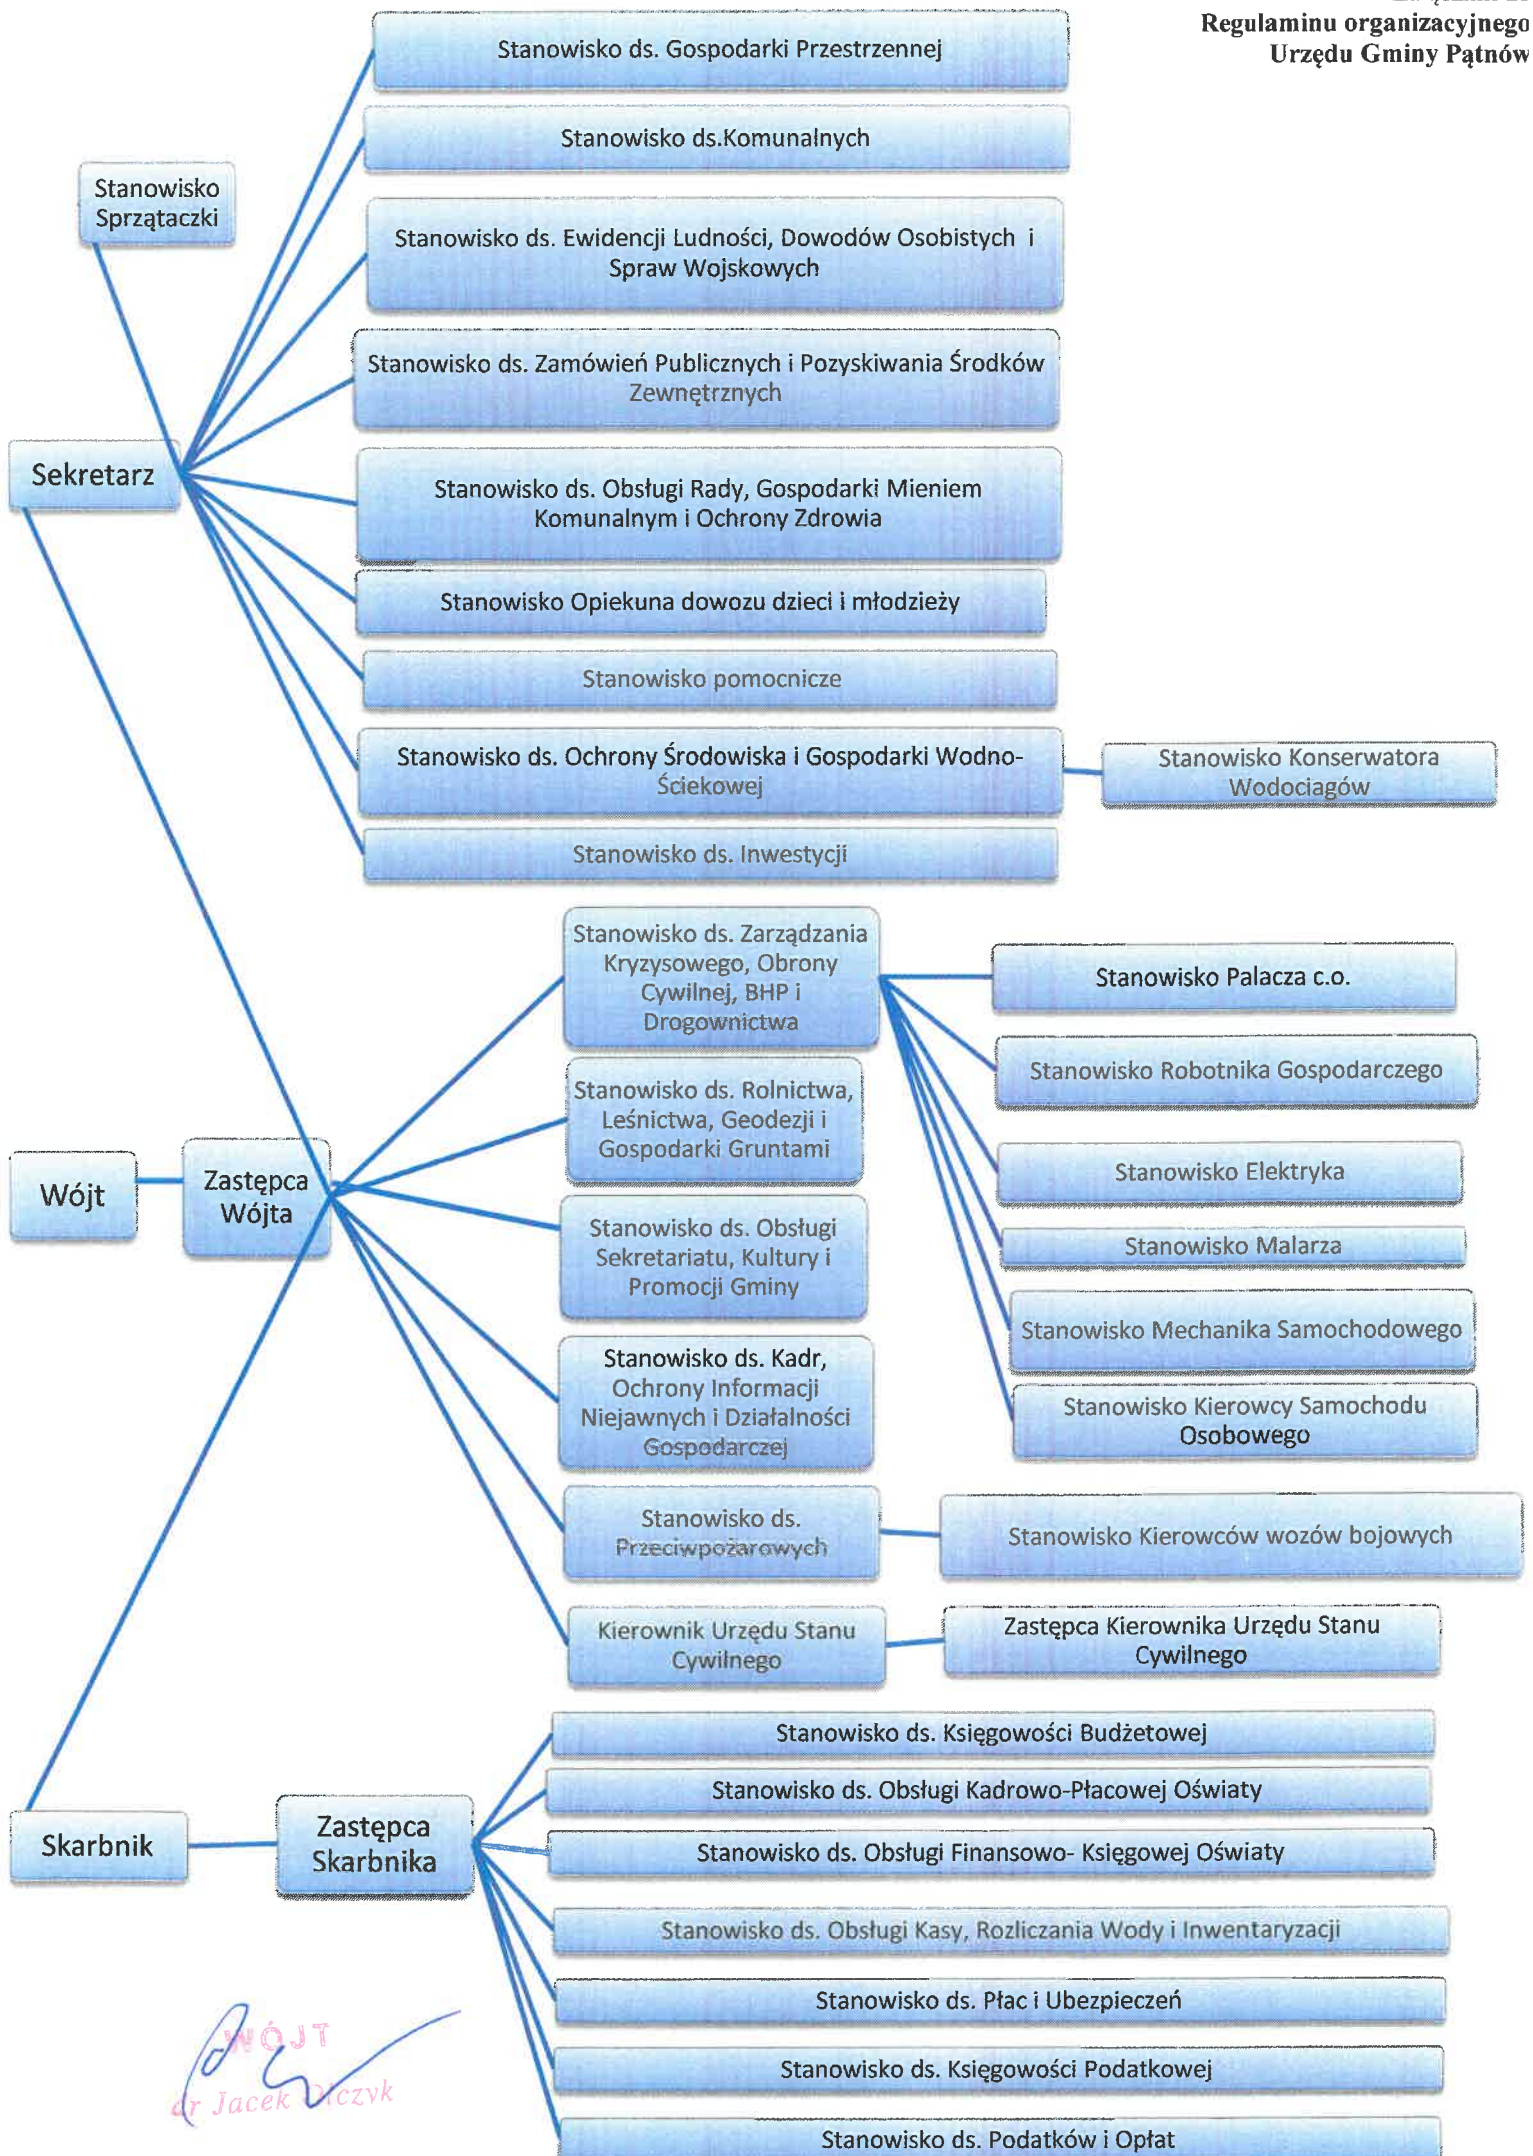 Regulaminu organizacyjnego
Urzędu Gminy Pątnów
Stanowisko ds. Gospodarki Przestrzennej
Stanowisko ds.Komunalnych
Stanowisko
Sprzątaczki
Stanowisko ds. Ewidencji Ludności, Dowodów Osobistych i
Spraw Wojskowych
Stanowisko ds. Zamówień Publicznych i Pozyskiwania Środków
Zewnętrznych
Sekretarz
Stanowisko ds. Obsługi Rady, Gospodarki Mieniem
Komunalnym i Ochrony Zdrowia
Stanowisko Opiekuna dowozu dzieci i młodzieży
Stanowisko pomocnicze
Stanowisko ds. Ochrony Środowiska i Gospodarki Wodno-
Ściekowej
Stanowisko Konserwatora
Wodociagów
Stanowisko ds. Inwestycji
Stanowisko ds. Zarządzania
Kryzysowego, Obrony
Cywilnej, BHP i
Drogownictwa
Stanowisko Palacza c.o.
Stanowisko Robotnika Gospodarczego
Stanowisko Elektryka
Stanowisko Malarza
Stanowisko Mechanika Samochodowego
Stanowisko Kierowcy Samochodu
Osobowego
Stanowisko ds. Rolnictwa,
Leśnictwa, Geodezji i
Gospodarki Gruntami
Wójt
Zastępca
Wójta
Stanowisko ds. Obsługi
Sekretariatu, Kultury i
Promocji Gminy
Stanowisko ds. Kadr,
Ochrony Informacji
Niejawnych i Działalności
Gospodarczej
Stanowisko ds.
Przeciwpożarowych
Stanowisko Kierowców wozów bojowych
Kierownik Urzędu Stanu
Cywilnego
Zastępca Kierownika Urzędu Stanu
Cywilnego
Skarbnik
Zastępca
Skarbnika
Stanowisko ds. Księgowości Budżetowej
Stanowisko ds. Obsługi Kadrowo-Płacowej Oświaty
Stanowisko ds. Obsługi Finansowo- Księgowej Oświaty
Stanowisko ds. Obsługi Kasy, Rozliczania Wody i Inwentaryzacji
Stanowisko ds. Płac i Ubezpieczeń
Stanowisko ds. Księgowości Podatkowej
Stanowisko ds. Podatków i Opłat
WÓJT
dr Jacek Olczyk